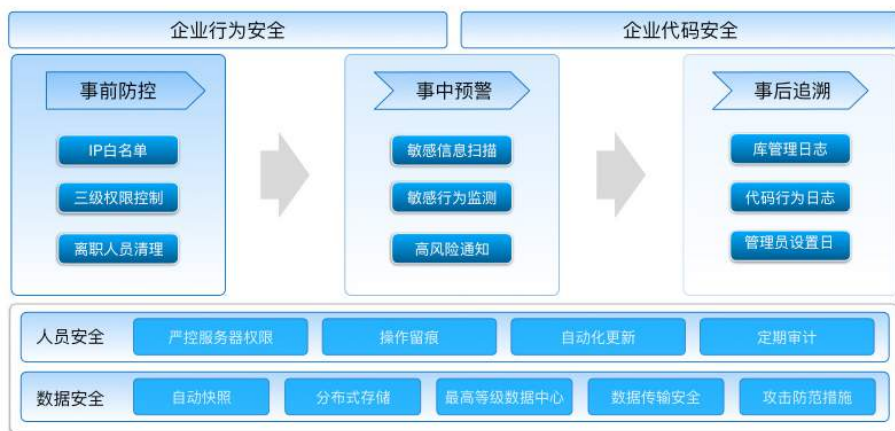 企业行为安全
企业代码安全
事前防控
IP白名单
三级权限控制
离职人员清理
事中预警
敏感信息扫描
敏感行为监测
高风险通知
事后追溯
库管理日志
代码行为日志
管理员设置日
人员安全
严控服务器权限
操作留痕
自动化更新
定期审计
数据安全
自动快照
分布式存储
最高等级数据中心
数据传输安全
攻击防范措施